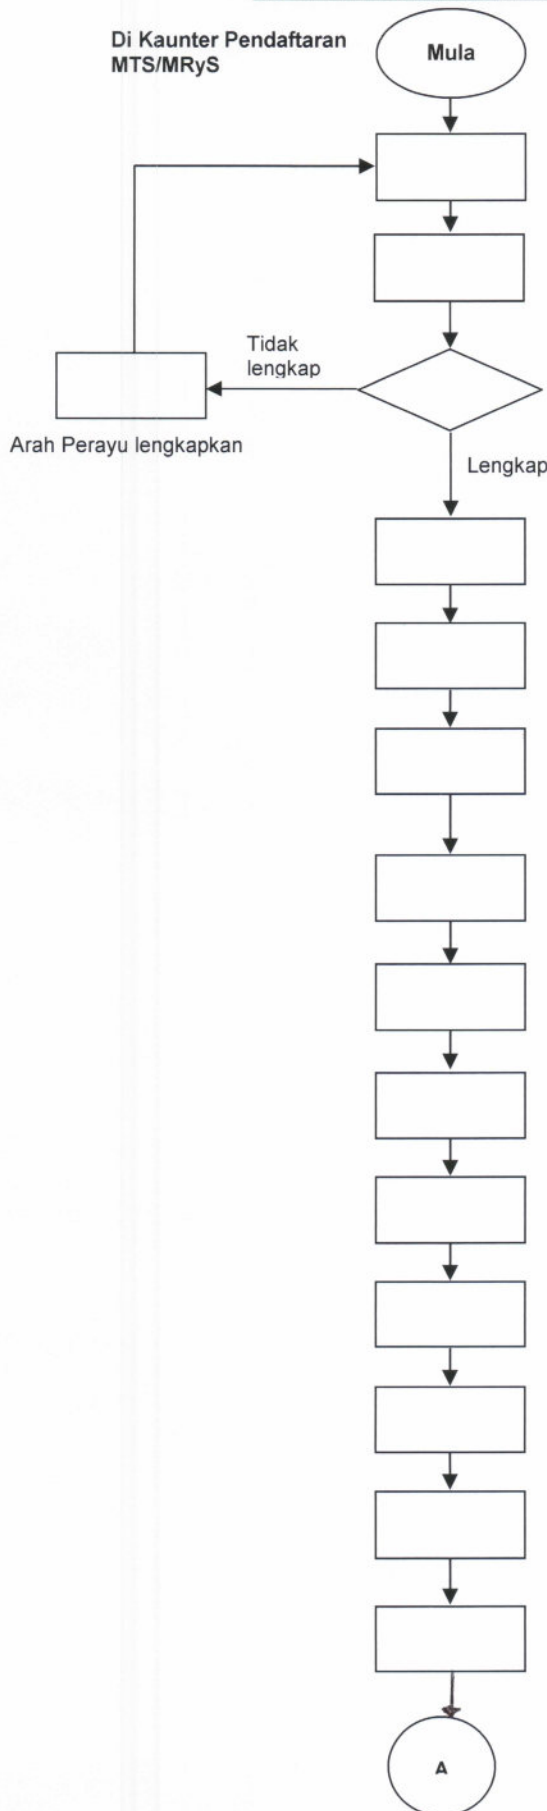 Di Kaunter Pendaftaran
MTS/MRyS
Mula
Tidak
lengkap
Arah Perayu lengkapkan
Lengkap
A